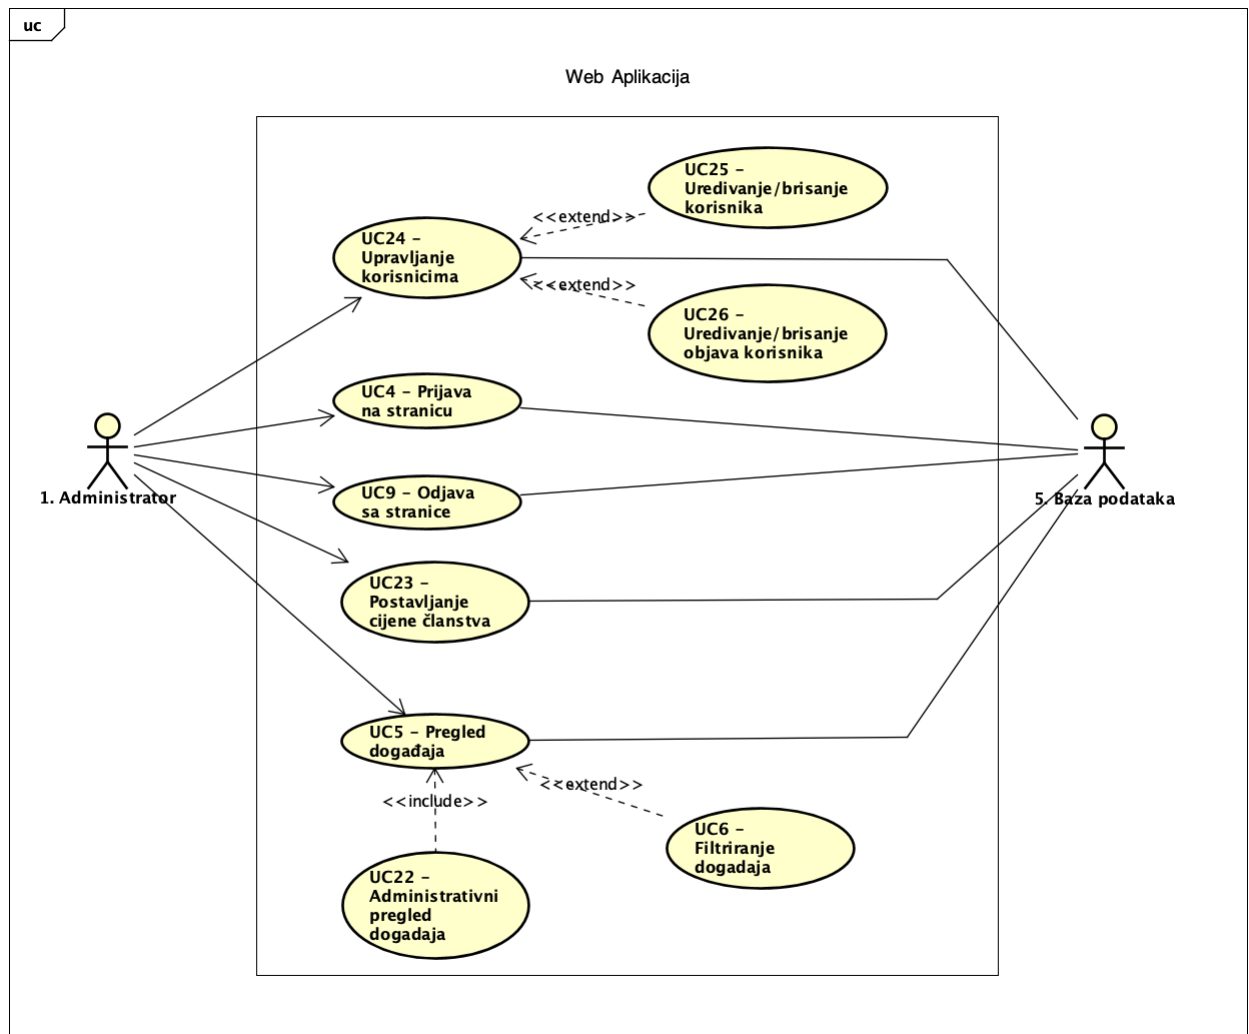 uc
Web Aplikacija
UC25 –
Uredivanje/brisanje
korisnika
<<extend>>
UC24 –
Upravljanje
korisnicima
<<extend>>
UC26 –
Uredivanje/brisanje
objava korisnika
UC4 – Prijava
na stranicu
1. Administrator
5. Baza podataka
UC9 – Odjava
sa stranice
UC23 –
Postavljanje
cijene članstva
UC5 – Pregled
događaja
<<extend>>
<<include>>
UC6 –
Filtriranje
dogadaja
UC22 –
Administrativni
pregled
dogadaja